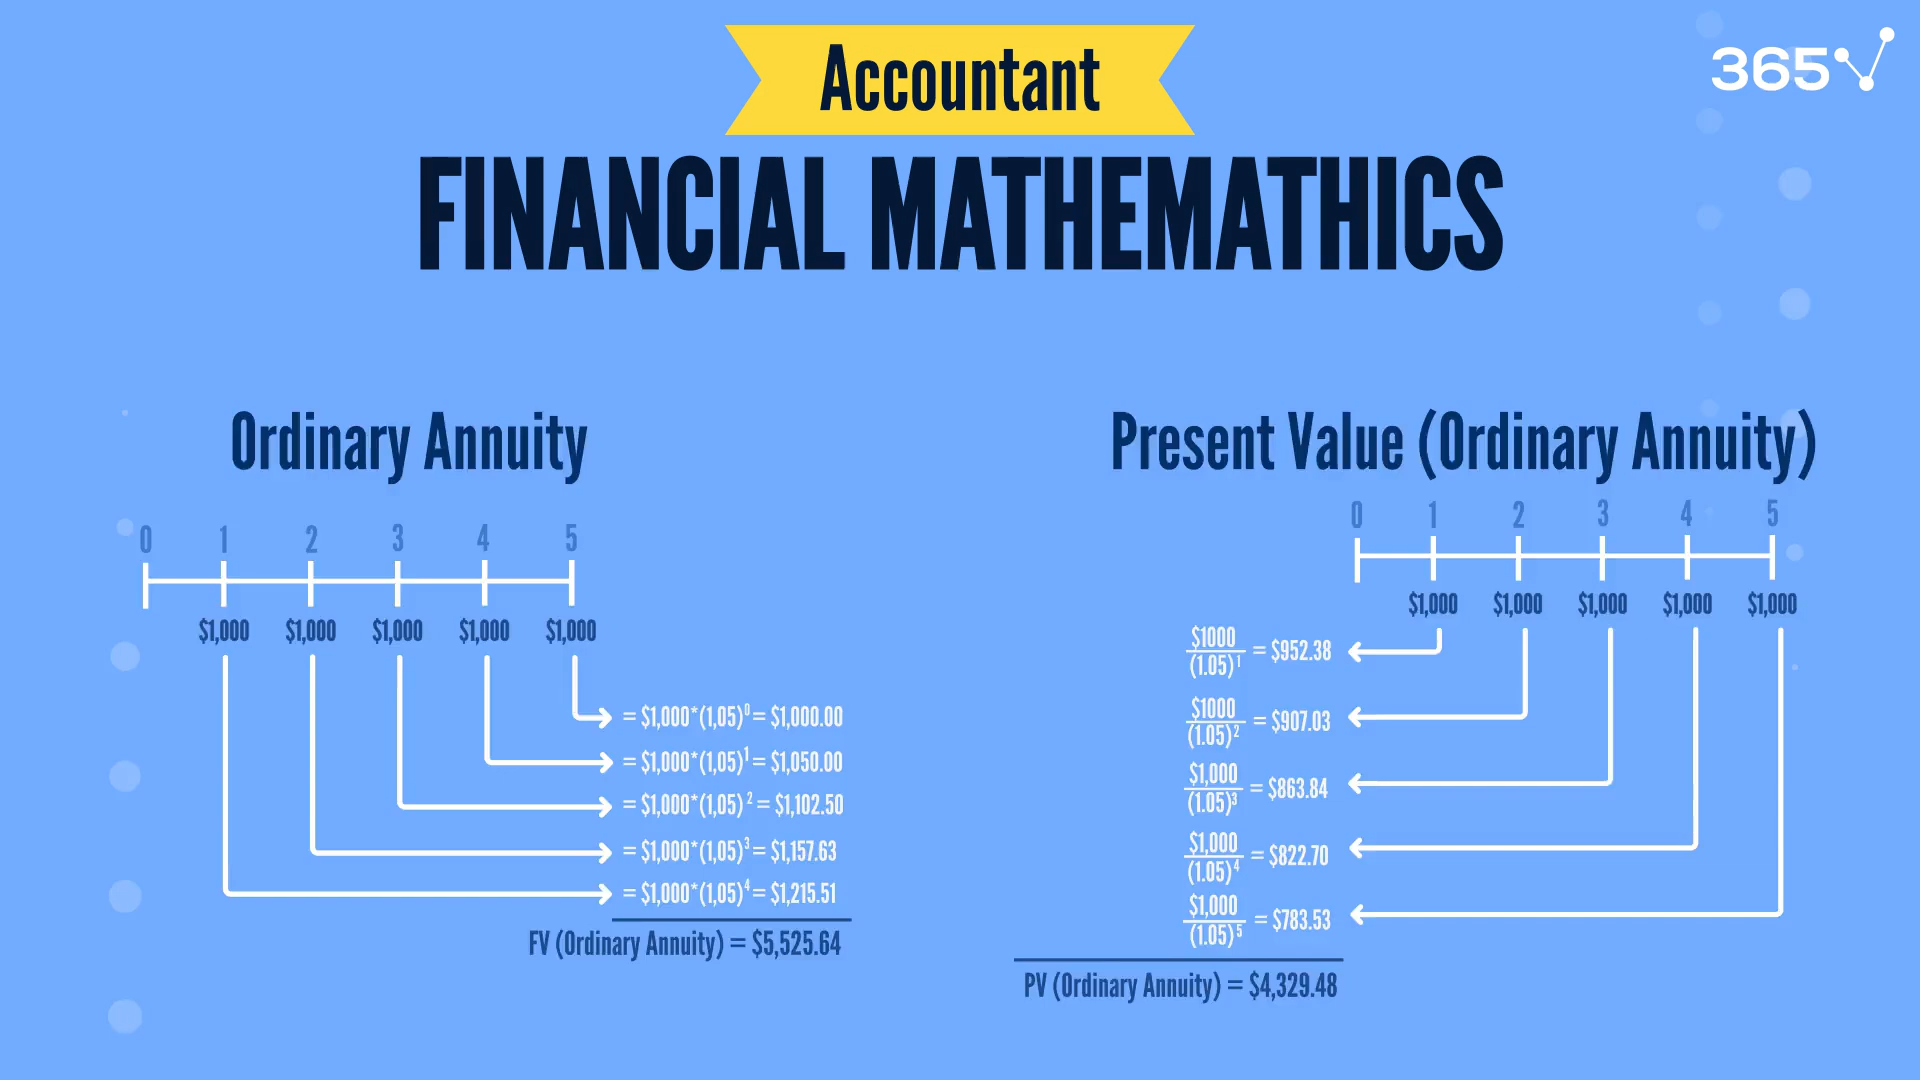 Accountant
365
FINANCIAL MATHEMATHICS
Ordinary Annuity
0 1 2 3 4 5
$1,000 $1,000 $1,000 $1,000 $1,000
= $1,000*(1,05)⁰ = $1,000.00
= $1,000*(1,05)¹ = $1,050.00
= $1,000*(1,05)² = $1,102.50
= $1,000*(1,05)³ = $1,157.63
= $1,000*(1,05)⁴ = $1,215.51
FV (Ordinary Annuity) = $5,525.64
Present Value (Ordinary Annuity)
0 1 2 3 4 5
$1,000 $1,000 $1,000 $1,000 $1,000
$1000
(1.05)¹ = $952.38
$1000
(1.05)² = $907.03
$1,000
(1.05)³ = $863.84
$1,000
(1.05)⁴ = $822.70
$1,000
(1.05)⁵ = $783.53
PV (Ordinary Annuity) = $4,329.48